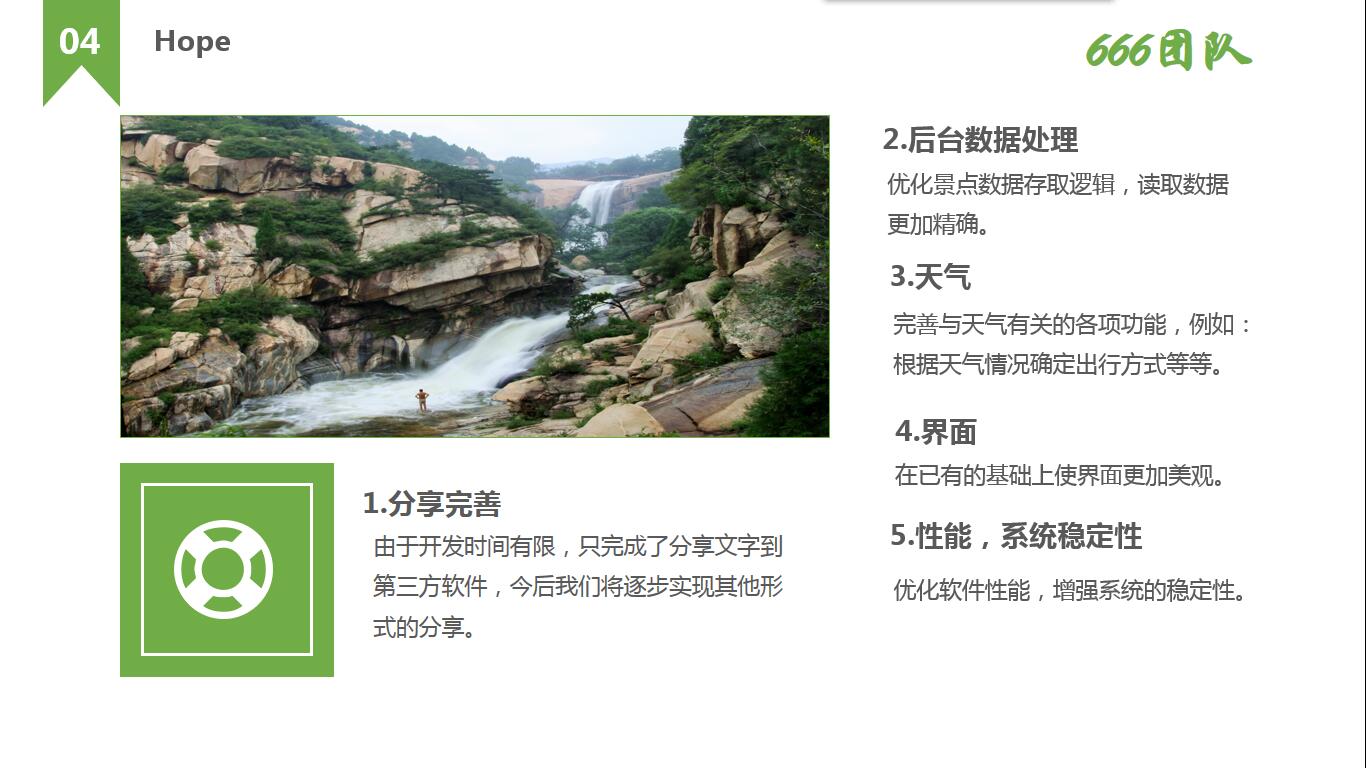 04
Hope
666团队
1.分享完善
由于开发时间有限，只完成了分享文字到
第三方软件，今后我们将逐步实现其他形
式的分享。
2.后台数据处理
优化景点数据存取逻辑，读取数据
更加精确。
3.天气
完善与天气有关的各项功能，例如：
根据天气情况确定出行方式等等。
4.界面
在已有的基础上使界面更加美观。
5.性能，系统稳定性
优化软件性能，增强系统的稳定性。